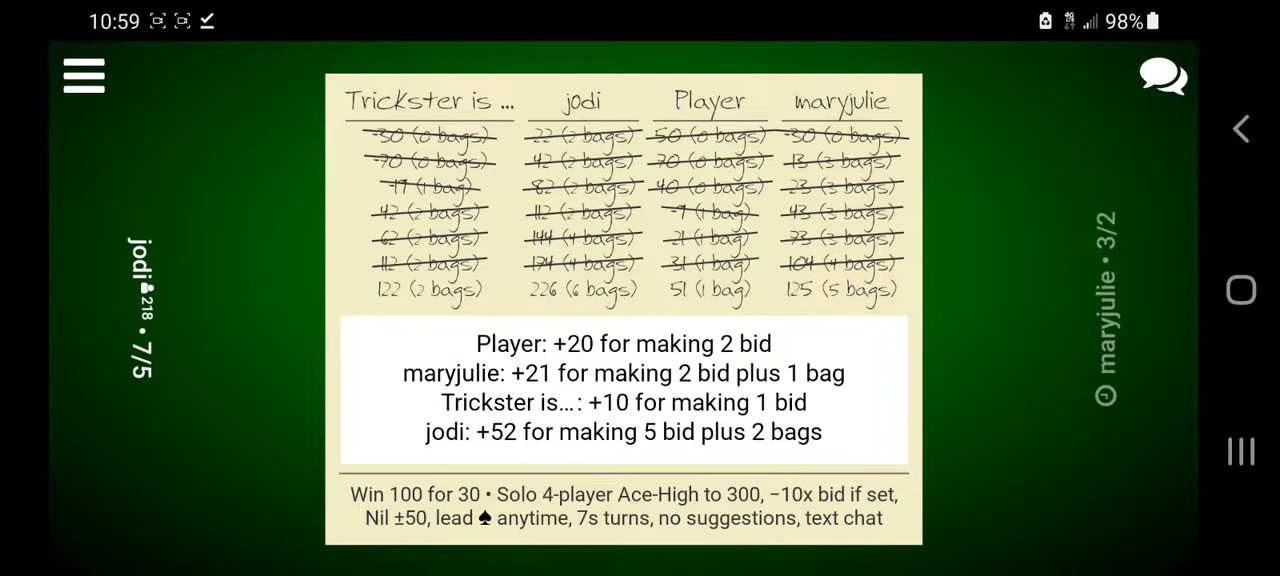 10:59 98%
Trickster is ... jodi Player maryjulie
-30 (0 bags) 22 (2 bags) 50 (0 bags) -30 (0 bags)
-70 (0 bags) 42 (2 bags) 70 (0 bags) 13 (3 bags)
-19 (1 bag) 82 (2 bags) 40 (0 bags) 23 (3 bags)
42 (2 bags) 112 (2 bags) -9 (1 bag) 43 (3 bags)
62 (2 bags) 144 (4 bags) 21 (1 bag) 73 (3 bags)
112 (2 bags) 174 (4 bags) 31 (1 bag) 104 (4 bags)
122 (2 bags) 226 (6 bags) 51 (1 bag) 125 (5 bags)
Player: +20 for making 2 bid
maryjulie: +21 for making 2 bid plus 1 bag
Trickster is...: +10 for making 1 bid
jodi: +52 for making 5 bid plus 2 bags
Win 100 for 30 • Solo 4-player Ace-High to 300, −10x bid if set,
Nil ±50, lead ♠ anytime, 7s turns, no suggestions, text chat
jodi 218 • 7/5
maryjulie • 3/2